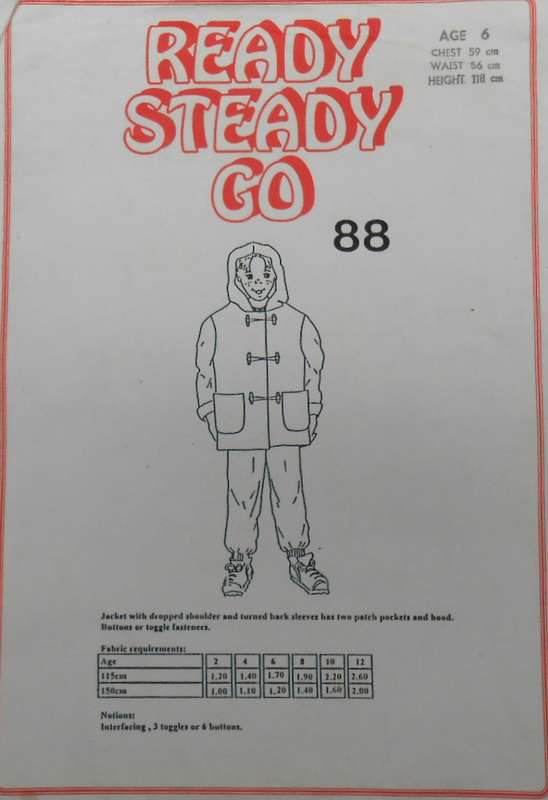 READY
STEADY
GO
AGE 6
CHEST 59 cm
WAIST 56 cm
HEIGHT 118 cm
88
Jacket with dropped shoulder and turned back sleeves has two patch pockets and hood.
Buttons or toggle fasteners.
Fabric requirements:
Age 2 4 6 8 10 12
115cm 1.20 1.40 1.70 1.90 2.20 2.60
150cm 1.00 1.10 1.20 1.40 1.60 2.00
Notions:
Interfacing , 3 toggles or 6 buttons.